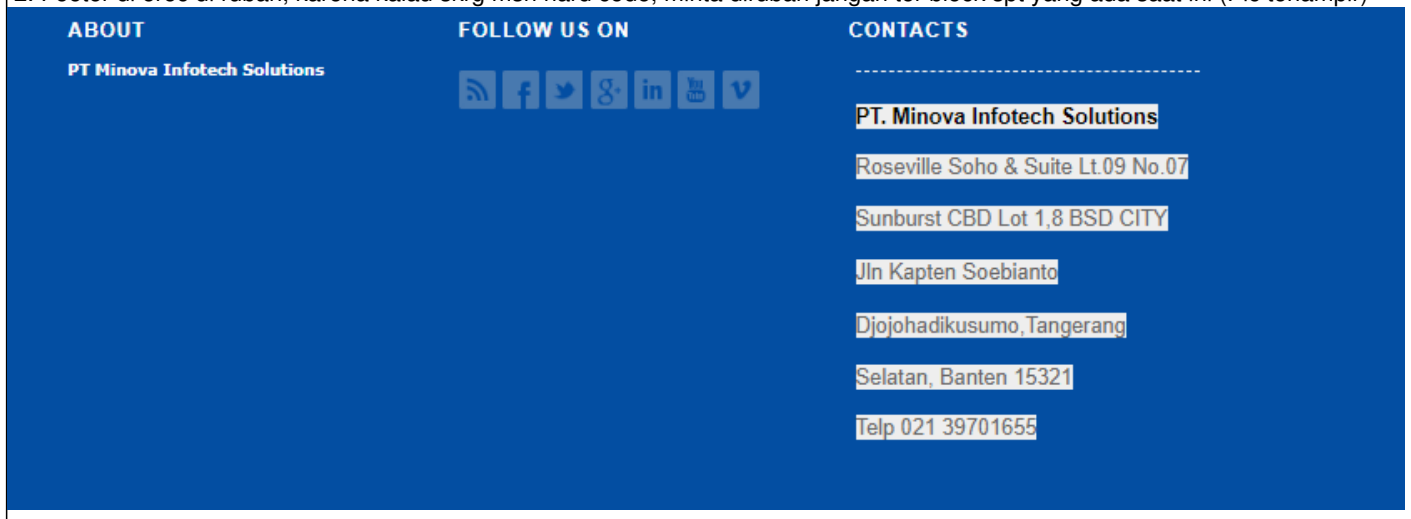 ABOUT
PT Minova Infotech Solutions
FOLLOW US ON
You Tube
CONTACTS
----------------------------------------
PT. Minova Infotech Solutions
Roseville Soho & Suite Lt.09 No.07
Sunburst CBD Lot 1,8 BSD CITY
Jln Kapten Soebianto
Djojohadikusumo,Tangerang
Selatan, Banten 15321
Telp 021 39701655